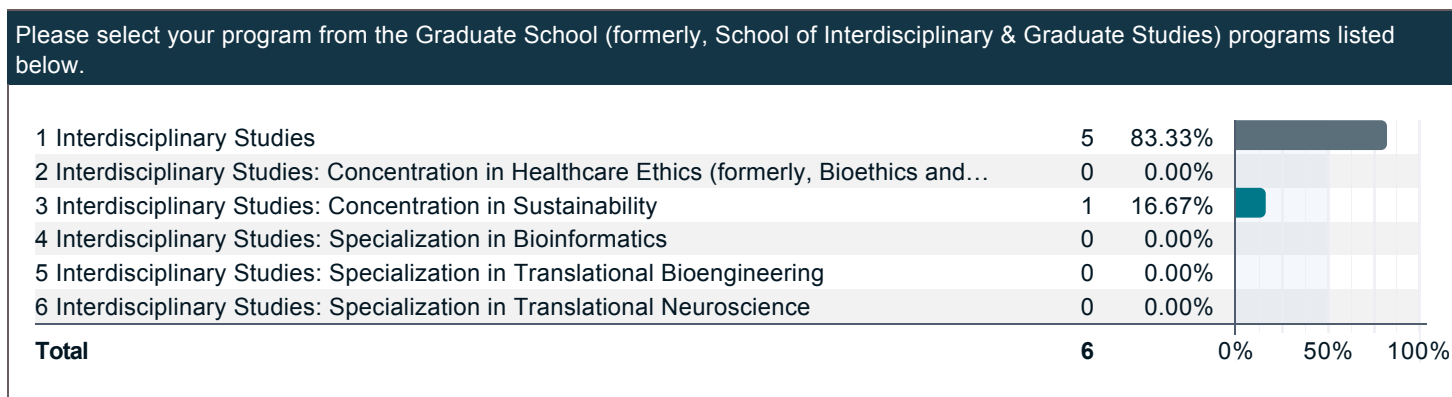 Please select your program from the Graduate School (formerly, School of Interdisciplinary & Graduate Studies) programs listed
below.
1 Interdisciplinary Studies 5 83.33%
2 Interdisciplinary Studies: Concentration in Healthcare Ethics (formerly, Bioethics and… 0 0.00%
3 Interdisciplinary Studies: Concentration in Sustainability 1 16.67%
4 Interdisciplinary Studies: Specialization in Bioinformatics 0 0.00%
5 Interdisciplinary Studies: Specialization in Translational Bioengineering 0 0.00%
6 Interdisciplinary Studies: Specialization in Translational Neuroscience 0 0.00%
Total 6 0% 50% 100%